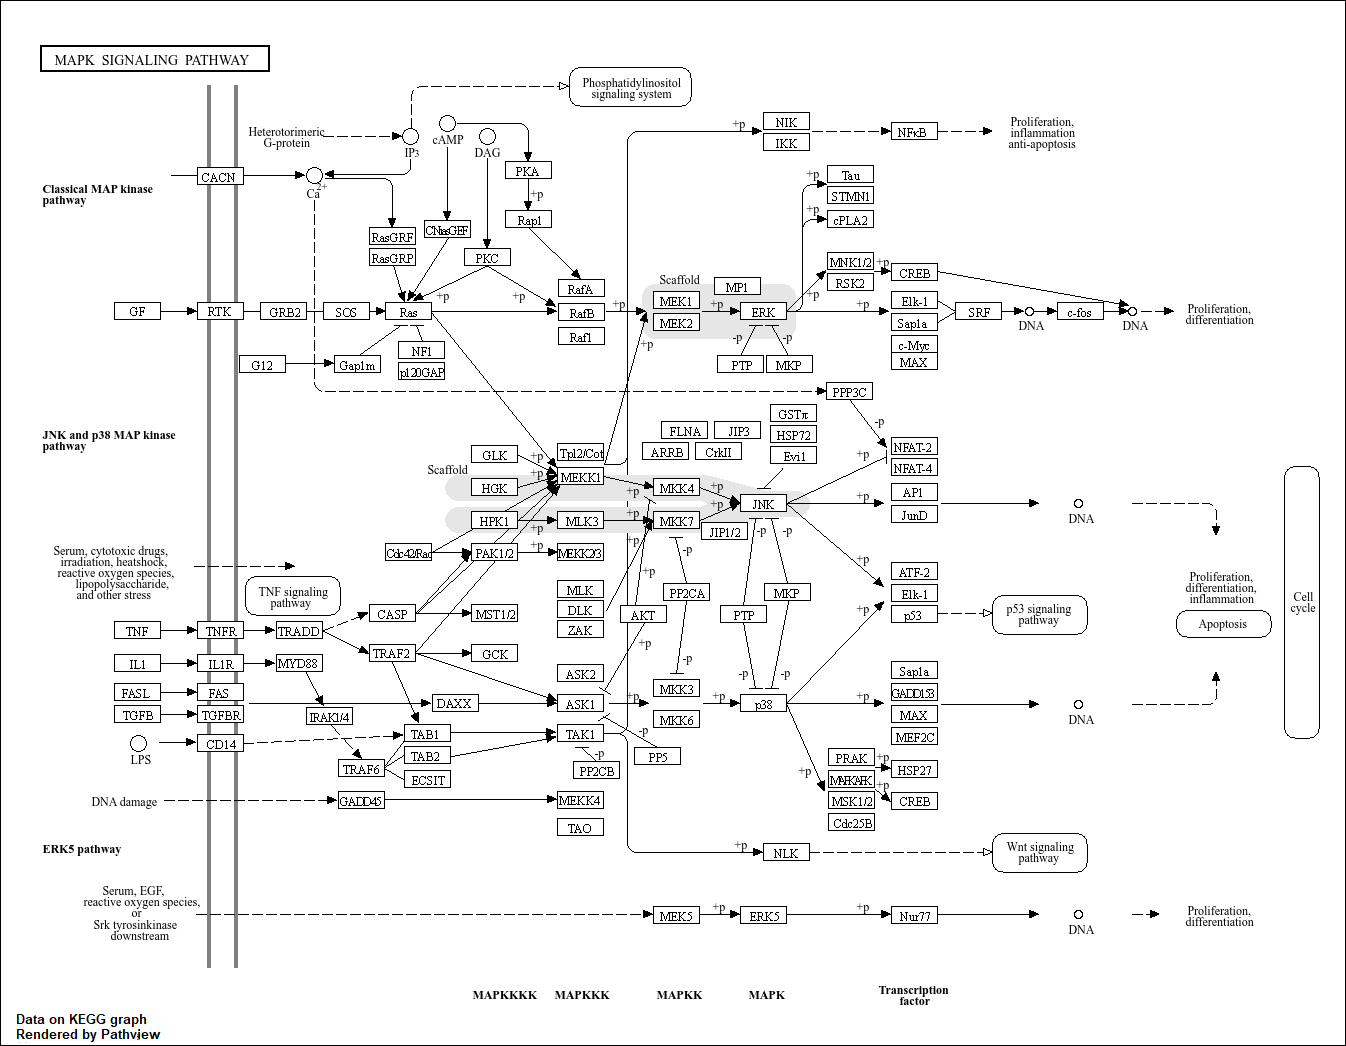 MAPK SIGNALING PATHWAY
Phosphatidylinositol
signaling system
Heterotorimeric
G-protein
IP3
cAMP
DAG
+p
NIK
IKK
NFκB
Proliferation,
inflammation
anti-apoptosis
CACN
Ca2+
PKA
+p
Classical MAP kinase
pathway
+p
Tau
STMN1
+p
cPLA2
Rap1
RasGRF
RasGRP
PKC
Scaffold
MNK1/2
RSK2
+p
+p
CREB
RafA
MP1
GF
RTK
GRB2
SOS
Ras
+p
+p
RafB
+p
MEK1
MEK2
+p
ERK
+p
+p
Elk-1
Sap1a
SRF
DNA
c-fos
DNA
Proliferation,
differentiation
Raf1
+p
-p
-p
c-Myc
MAX
NF1
p120GAP
G12
Gap1m
PTP
MKP
PPP3C
-p
JNK and p38 MAP kinase
pathway
GSTπ
HSP72
Evi1
FLNA
JIP3
ARRB
CrkII
NFAT-2
NFAT-4
+p
GLK
+p
Tpl2/Cot
Scaffold
HGK
+p
MEKK1
+p
MKK4
+p
JNK
+p
AP1
JunD
DNA
HPK1
+p
MLK3
+p
MKK7
+p
JIP1/2
-p
-p
Cell
cycle
Cdc42/Rac
PAK1/2
+p
MEKK2/3
+p
-p
+p
Serum, cytotoxic drugs,
irradiation, heatshock,
reactive oxygen species,
lipopolysaccharide,
and other stress
TNF signaling
pathway
MLK
DLK
ZAK
+p
AKT
PP2CA
PTP
MKP
+p
ATF-2
Elk-1
p53
p53 signaling
pathway
Proliferation,
differentiation,
inflammation
Apoptosis
CASP
MST1/2
TNF
TNFR
TRADD
TRAF2
GCK
+p
-p
-p
-p
IL1
IL1R
MYD88
ASK2
MKK3
MKK6
FASL
FAS
DAXX
ASK1
+p
+p
p38
+p
Sap1a
GADD153
MAX
MEF2C
DNA
TGFB
TGFBR
IRAK1/4
LPS
CD14
TAB1
TAB2
ECSIT
TAK1
-p
-p
PP5
PP2CB
TRAF6
+p
PRAK
MAPKAPK
MSK1/2
Cdc25B
+p
+p
HSP27
CREB
DNA damage
GADD45
MEKK4
TAO
ERK5 pathway
+p
NLK
Wnt signaling
pathway
Serum, EGF,
reactive oxygen species,
or
Srk tyrosinkinase
downstream
MEK5
+p
ERK5
+p
Nur77
DNA
Proliferation,
differentiation
MAPKKKK
MAPKKK
MAPKK
MAPK
Transcription
factor
Data on KEGG graph
Rendered by Pathview